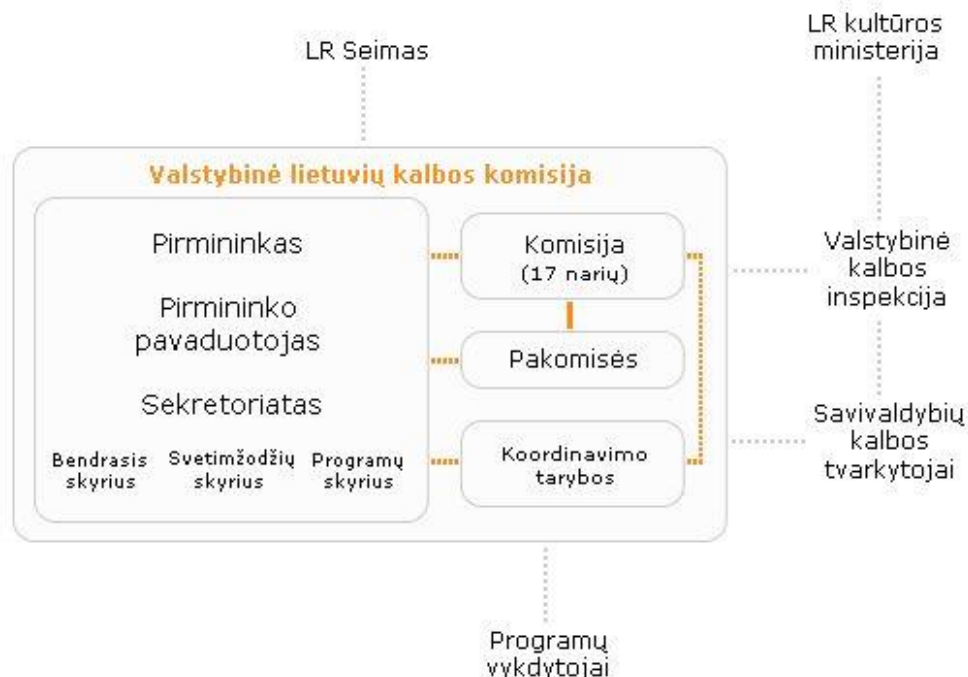 LR Seimas
LR kultūros
ministerija
Valstybinė lietuvių kalbos komisija
Pirmininkas
Pirmininko
pavaduotojas
Sekretoriatas
Bendrasis
skyrius
Svetimžodžių
skyrius
Programų
skyrius
Komisija
(17 narių)
Pakomisės
Koordinavimo
tarybos
Valstybinė
kalbos
inspekcija
Savivaldybių
kalbos
tvarkytojai
Programų
vykdytojai